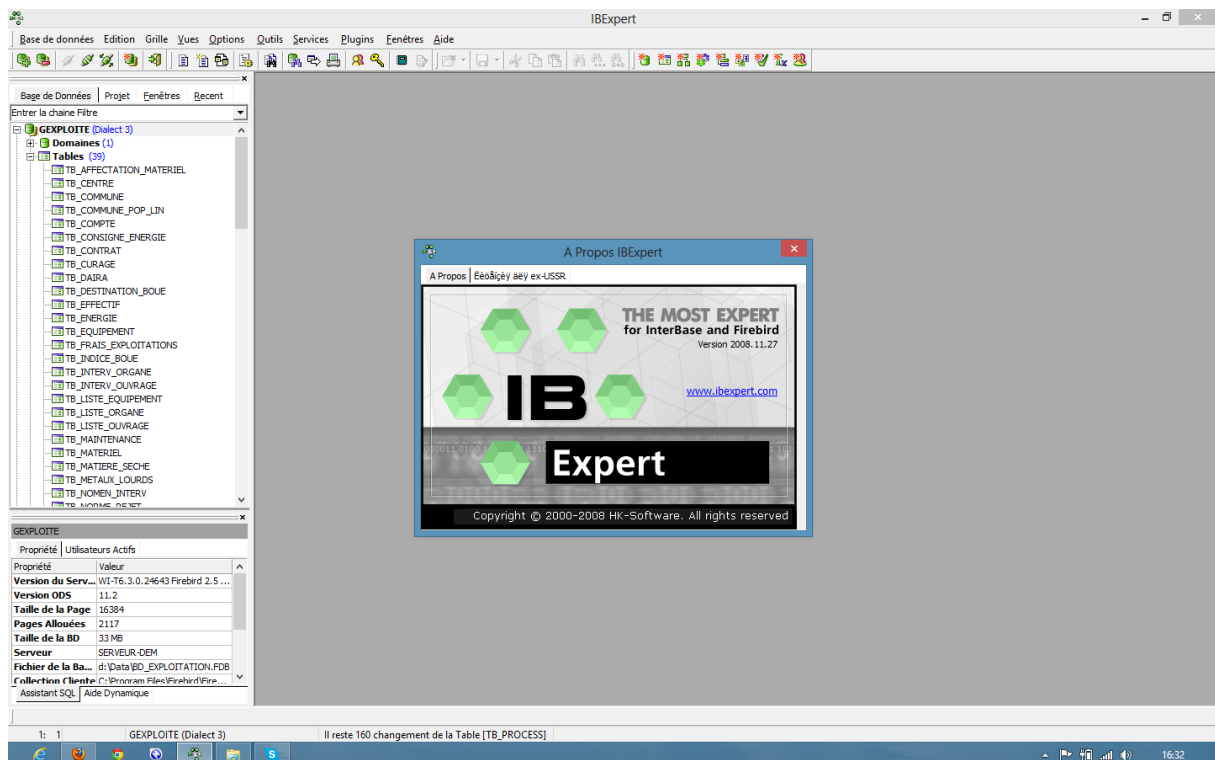 IBExpert
Base de données Edition Grille Vues Options Outils Services Plugins Fenêtres Aide
Base de Données Projet Fenêtres Recent
Entrer la chaine Filtre
GEXPLOITE (Dialect 3)
Domaines (1)
Tables (39)
TB_AFFECTATION_MATERIEL
TB_CENTRE
TB_COMMUNE
TB_COMMUNE_POP_LIN
TB_COMPTE
TB_CONSIGNE_ENERGIE
TB_CONTRAT
TB_CURAGE
TB_DAIRA
TB_DESTINATION_BOUE
TB_EFFECTIF
TB_ENERGIE
TB_EQUIPEMENT
TB_FRAIS_EXPLOITATIONS
TB_INDICE_BOUE
TB_INTERV_ORGANE
TB_INTERV_OUVRAGE
TB_LISTE_EQUIPEMENT
TB_LISTE_ORGANE
TB_LISTE_OUVRAGE
TB_MAINTENANCE
TB_MATERIEL
TB_MATIERE_SECHE
TB_METAUX_LOURDS
TB_NOMEN_INTERV
TB_NORME_REJET
GEXPLOITE
Propriété Utilisateurs Actifs
Propriété Valeur
Version du Serv... WI-T6.3.0.24643 Firebird 2.5 ...
Version ODS 11.2
Taille de la Page 16384
Pages Allouées 2117
Taille de la BD 33 MB
Serveur SERVEUR-DEM
Fichier de la Ba... d:\Data\BD_EXPLOITATION.FDB
Collection Cliente C:\Program Files\Firebird\Fire...
Assistant SQL Aide Dynamique
A Propos IBExpert
A Propos Ëèöåíçèÿ äëÿ ex-USSR
THE MOST EXPERT
for InterBase and Firebird
Version 2008.11.27
IB
www.ibexpert.com
Expert
Copyright © 2000-2008 HK-Software. All rights reserved
1: 1 GEXPLOITE (Dialect 3) Il reste 160 changement de la Table [TB_PROCESS]
16:32